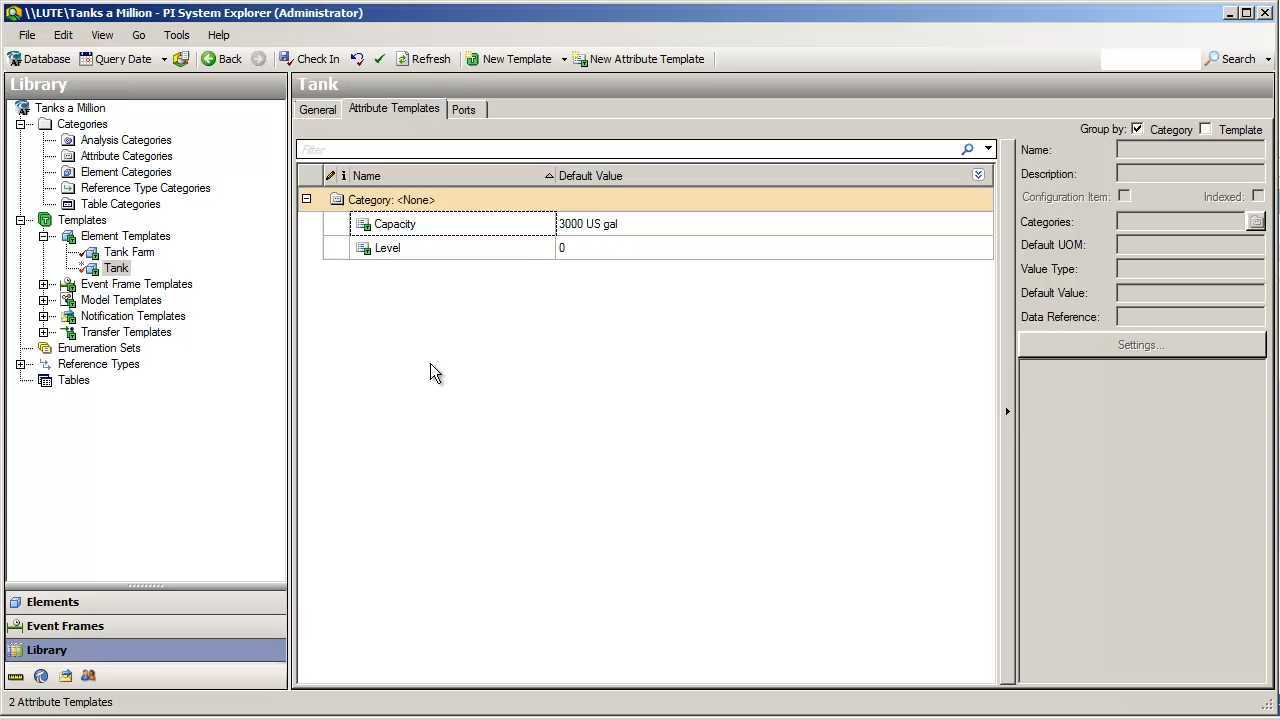 \\LUTE\Tanks a Million - PI System Explorer (Administrator)
File Edit View Go Tools Help
Database Query Date Back Check In Refresh New Template New Attribute Template Search
Library
Tanks a Million
Categories
Analysis Categories
Attribute Categories
Element Categories
Reference Type Categories
Table Categories
Templates
Element Templates
Tank Farm
Tank
Event Frame Templates
Model Templates
Notification Templates
Transfer Templates
Enumeration Sets
Reference Types
Tables
Elements
Event Frames
Library
Tank
General Attribute Templates Ports
Group by: Category Template
Filter
Name Default Value
Category: <None>
Capacity 3000 US gal
Level 0
Name:
Description:
Configuration Item: Indexed:
Categories:
Default UOM:
Value Type:
Default Value:
Data Reference:
Settings...
2 Attribute Templates